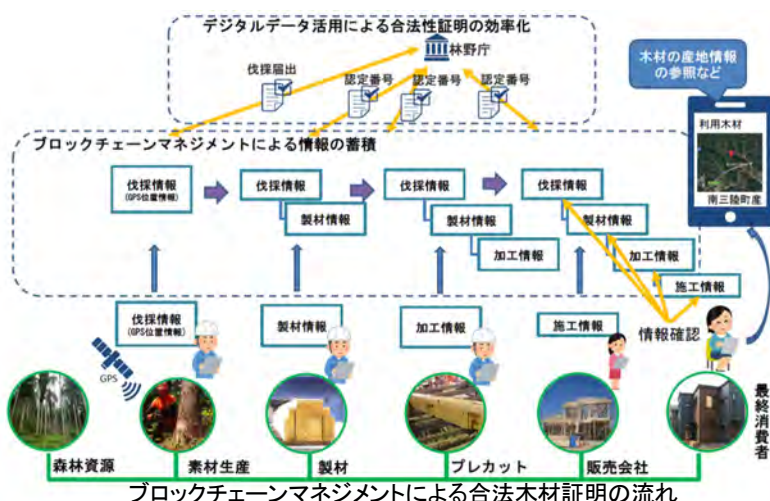 デジタルデータ活用による合法性証明の効率化
林野庁
伐採届出
認定番号
認定番号
認定番号
木材の産地情報
の参照など
利用木材
南三陸町産
ブロックチェーンマネジメントによる情報の蓄積
伐採情報
(GPS位置情報)
伐採情報
製材情報
伐採情報
製材情報
加工情報
伐採情報
製材情報
加工情報
施工情報
伐採情報
(GPS位置情報)
製材情報
加工情報
施工情報
情報確認
GPS
最終消費者
森林資源
素材生産
製材
プレカット
販売会社
ブロックチェーンマネジメントによる合法木材証明の流れ